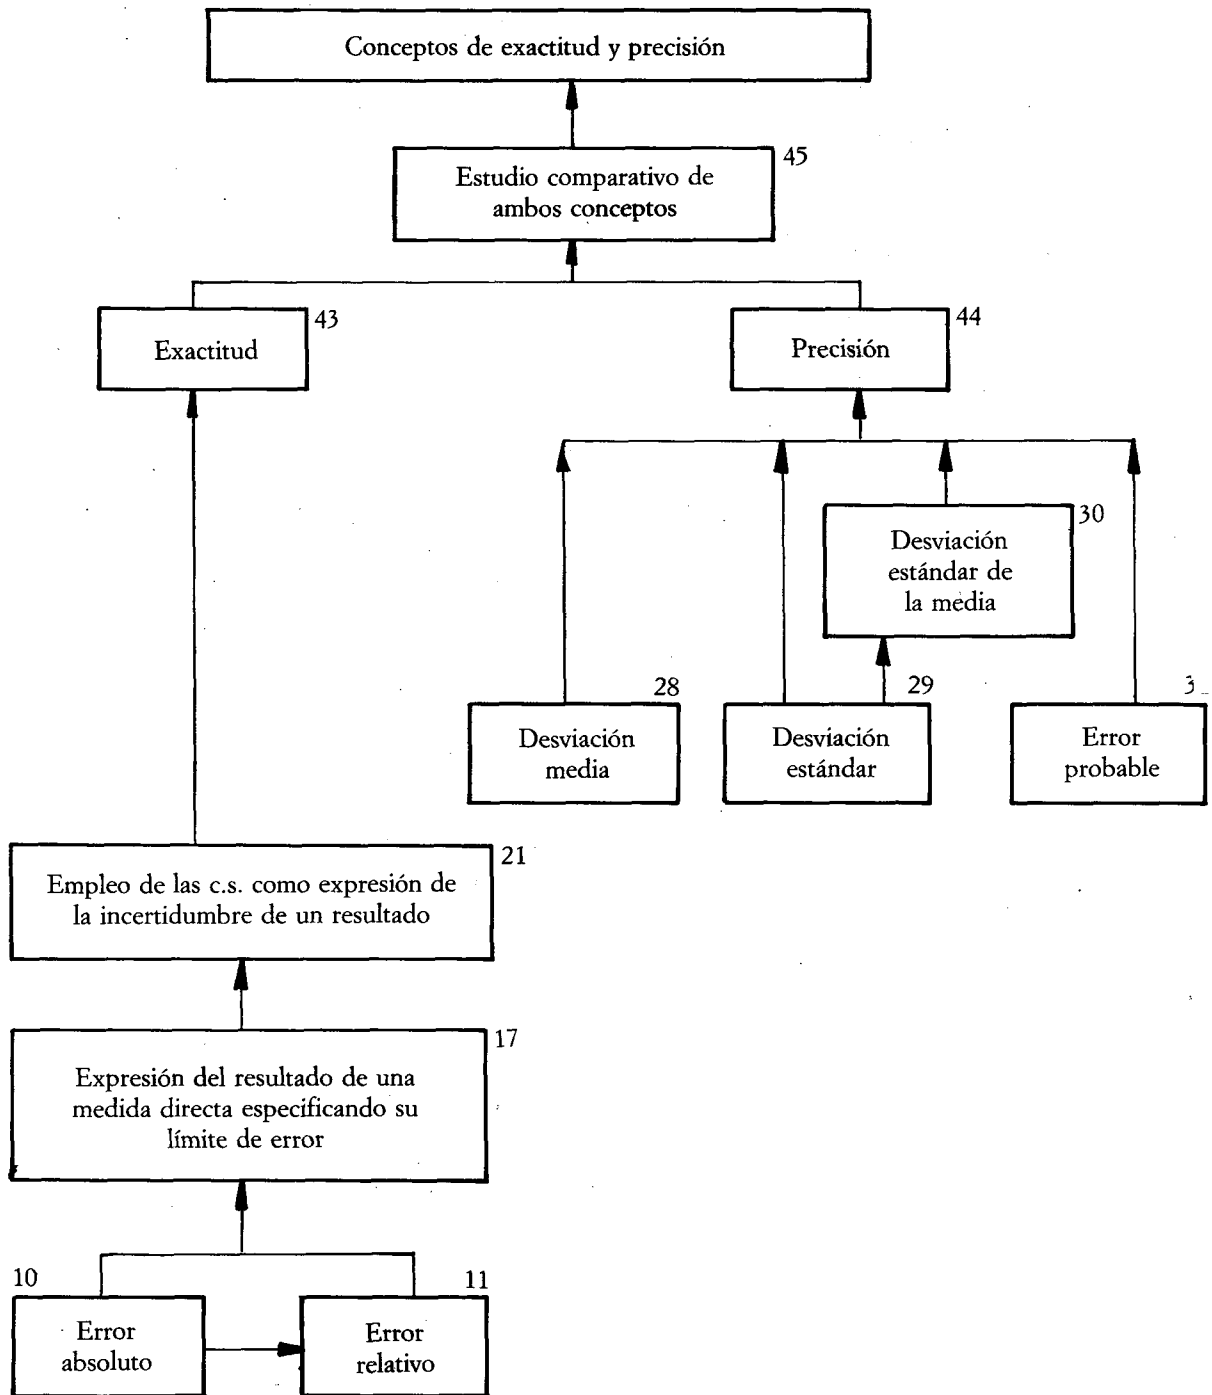 Conceptos de exactitud y precisión
45
Estudio comparativo de
ambos conceptos
43
Exactitud
44
Precisión
30
Desviación
estándar de
la media
28
Desviación
media
29
Desviación
estándar
3
Error
probable
21
Empleo de las c.s. como expresión de
la incertidumbre de un resultado
17
Expresión del resultado de una
medida directa especificando su
límite de error
10
Error
absoluto
11
Error
relativo